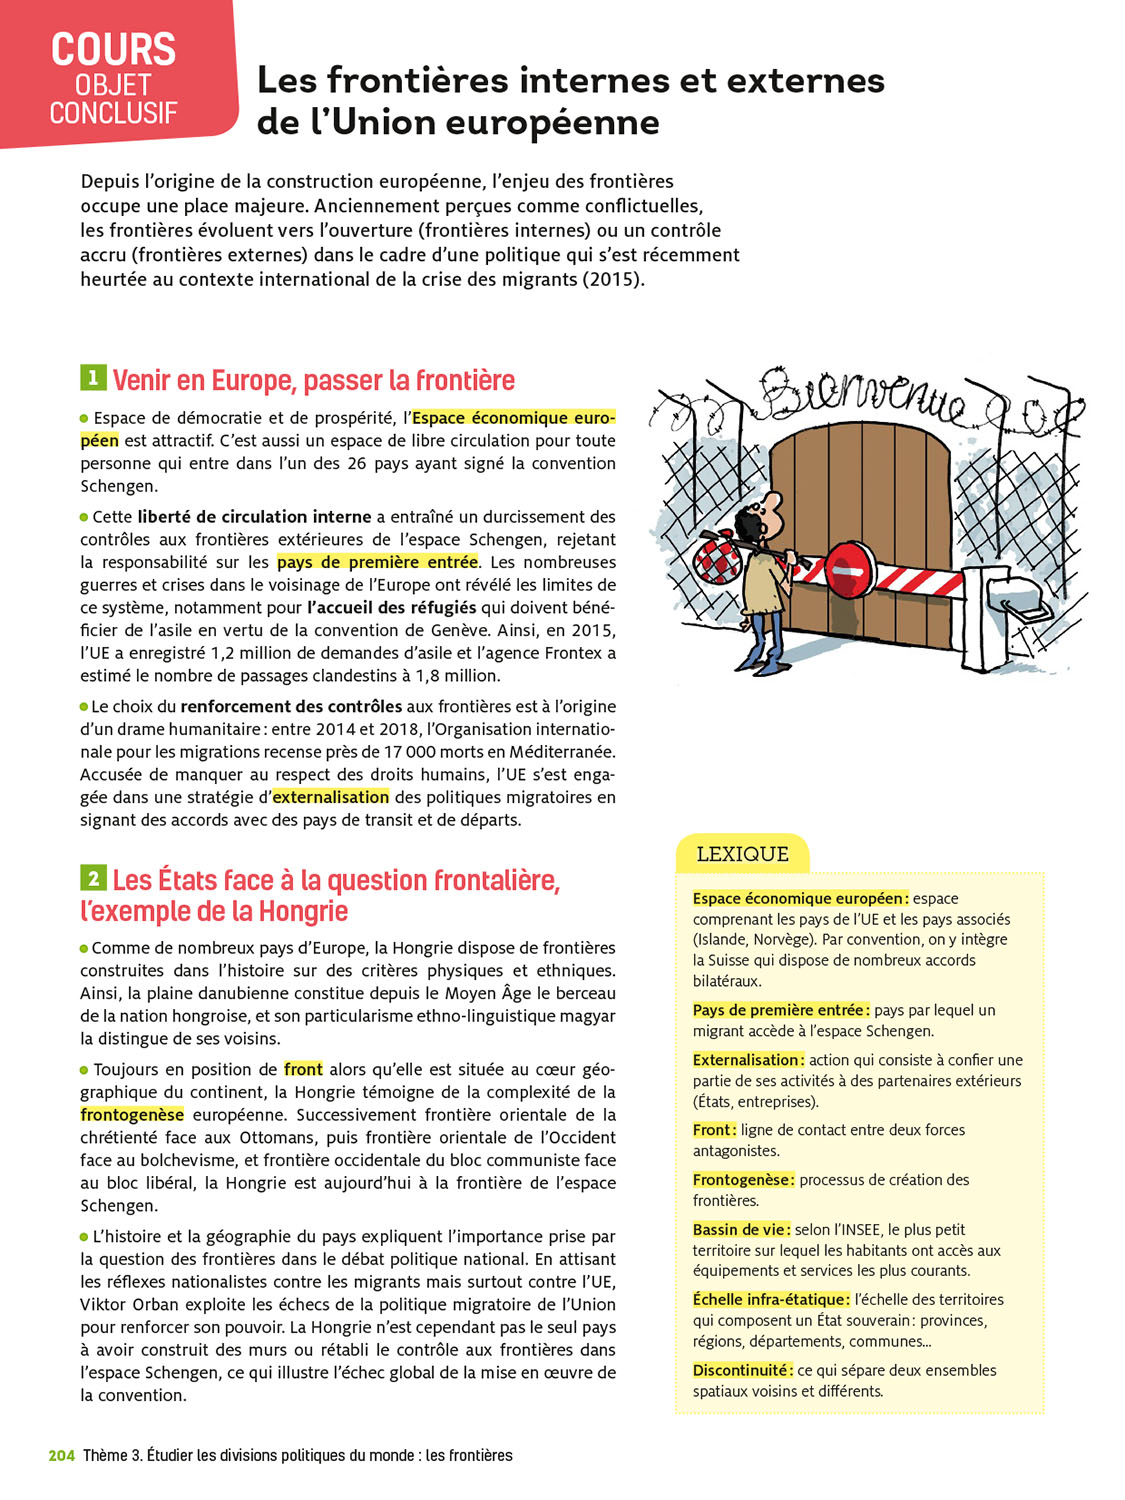 COURS
OBJET
CONCLUSIF
Les frontières internes et externes
de l’Union européenne
Depuis l’origine de la construction européenne, l’enjeu des frontières
occupe une place majeure. Anciennement perçues comme conflictuelles,
les frontières évoluent vers l’ouverture (frontières internes) ou un contrôle
accru (frontières externes) dans le cadre d’une politique qui s’est récemment
heurtée au contexte international de la crise des migrants (2015).
1 Venir en Europe, passer la frontière
• Espace de démocratie et de prospérité, l’Espace économique euro-
péen est attractif. C’est aussi un espace de libre circulation pour toute
personne qui entre dans l’un des 26 pays ayant signé la convention
Schengen.
• Cette liberté de circulation interne a entraîné un durcissement des
contrôles aux frontières extérieures de l’espace Schengen, rejetant
la responsabilité sur les pays de première entrée. Les nombreuses
guerres et crises dans le voisinage de l’Europe ont révélé les limites de
ce système, notamment pour l’accueil des réfugiés qui doivent béné-
ficier de l’asile en vertu de la convention de Genève. Ainsi, en 2015,
l’UE a enregistré 1,2 million de demandes d’asile et l’agence Frontex a
estimé le nombre de passages clandestins à 1,8 million.
• Le choix du renforcement des contrôles aux frontières est à l’origine
d’un drame humanitaire : entre 2014 et 2018, l’Organisation internatio-
nale pour les migrations recense près de 17 000 morts en Méditerranée.
Accusée de manquer au respect des droits humains, l’UE s’est enga-
gée dans une stratégie d’externalisation des politiques migratoires en
signant des accords avec des pays de transit et de départs.
2 Les États face à la question frontalière,
l’exemple de la Hongrie
• Comme de nombreux pays d’Europe, la Hongrie dispose de frontières
construites dans l’histoire sur des critères physiques et ethniques.
Ainsi, la plaine danubienne constitue depuis le Moyen Âge le berceau
de la nation hongroise, et son particularisme ethno-linguistique magyar
la distingue de ses voisins.
• Toujours en position de front alors qu’elle est située au cœur géo-
graphique du continent, la Hongrie témoigne de la complexité de la
frontogenèse européenne. Successivement frontière orientale de la
chrétienté face aux Ottomans, puis frontière orientale de l’Occident
face au bolchevisme, et frontière occidentale du bloc communiste face
au bloc libéral, la Hongrie est aujourd’hui à la frontière de l’espace
Schengen.
• L’histoire et la géographie du pays expliquent l’importance prise par
la question des frontières dans le débat politique national. En attisant
les réflexes nationalistes contre les migrants mais surtout contre l’UE,
Viktor Orban exploite les échecs de la politique migratoire de l’Union
pour renforcer son pouvoir. La Hongrie n’est cependant pas le seul pays
à avoir construit des murs ou rétabli le contrôle aux frontières dans
l’espace Schengen, ce qui illustre l’échec global de la mise en œuvre de
la convention.
Bienvenue
LEXIQUE
Espace économique européen : espace
comprenant les pays de l’UE et les pays associés
(Islande, Norvège). Par convention, on y intègre
la Suisse qui dispose de nombreux accords
bilatéraux.
Pays de première entrée : pays par lequel un
migrant accède à l’espace Schengen.
Externalisation : action qui consiste à confier une
partie de ses activités à des partenaires extérieurs
(États, entreprises).
Front : ligne de contact entre deux forces
antagonistes.
Frontogenèse : processus de création des
frontières.
Bassin de vie : selon l’INSEE, le plus petit
territoire sur lequel les habitants ont accès aux
équipements et services les plus courants.
Échelle infra-étatique : l’échelle des territoires
qui composent un État souverain : provinces,
régions, départements, communes…
Discontinuité : ce qui sépare deux ensembles
spatiaux voisins et différents.
204 Thème 3. Étudier les divisions politiques du monde : les frontières